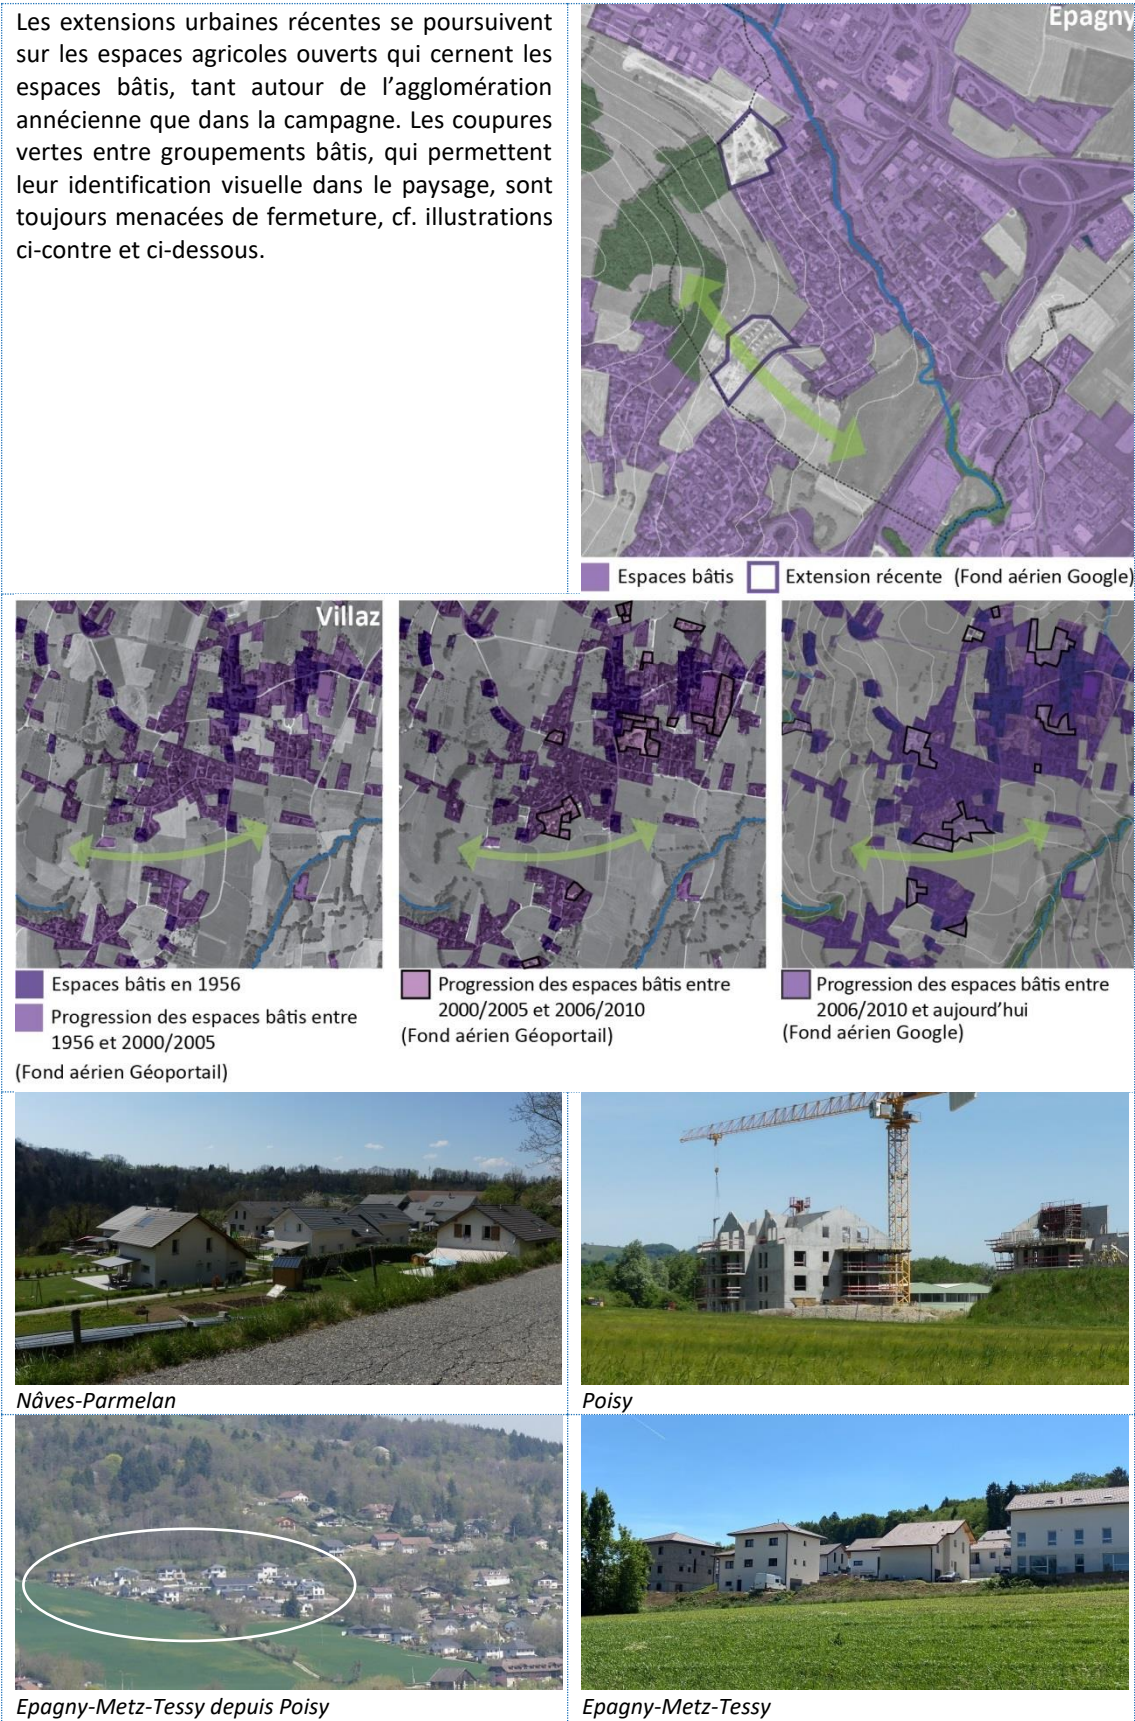 Les extensions urbaines récentes se poursuivent
sur les espaces agricoles ouverts qui cernent les
espaces bâtis, tant autour de l’agglomération
annécienne que dans la campagne. Les coupures
vertes entre groupements bâtis, qui permettent
leur identification visuelle dans le paysage, sont
toujours menacées de fermeture, cf. illustrations
ci-contre et ci-dessous.
Epagny
Espaces bâtis
Extension récente (Fond aérien Google)
Villaz
Espaces bâtis en 1956
Progression des espaces bâtis entre
1956 et 2000/2005
(Fond aérien Géoportail)
Progression des espaces bâtis entre
2000/2005 et 2006/2010
(Fond aérien Géoportail)
Progression des espaces bâtis entre
2006/2010 et aujourd’hui
(Fond aérien Google)
Nâves-Parmelan
Poisy
Epagny-Metz-Tessy depuis Poisy
Epagny-Metz-Tessy